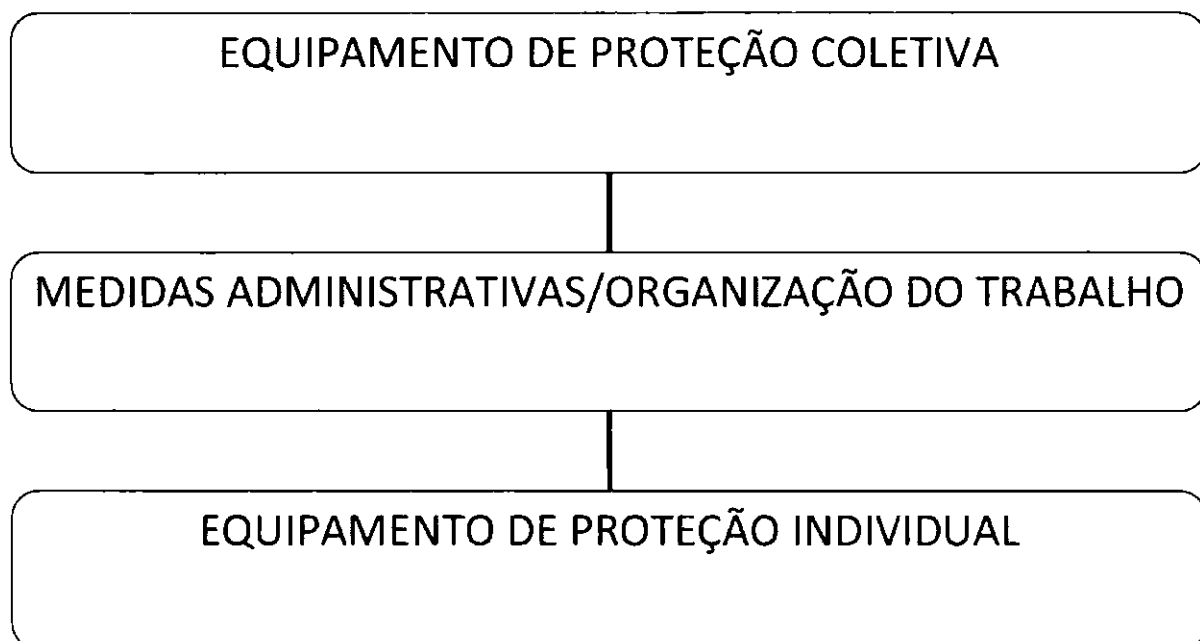 EQUIPAMENTO DE PROTEÇÃO COLETIVA
MEDIDAS ADMINISTRATIVAS/ORGANIZAÇÃO DO TRABALHO
EQUIPAMENTO DE PROTEÇÃO INDIVIDUAL